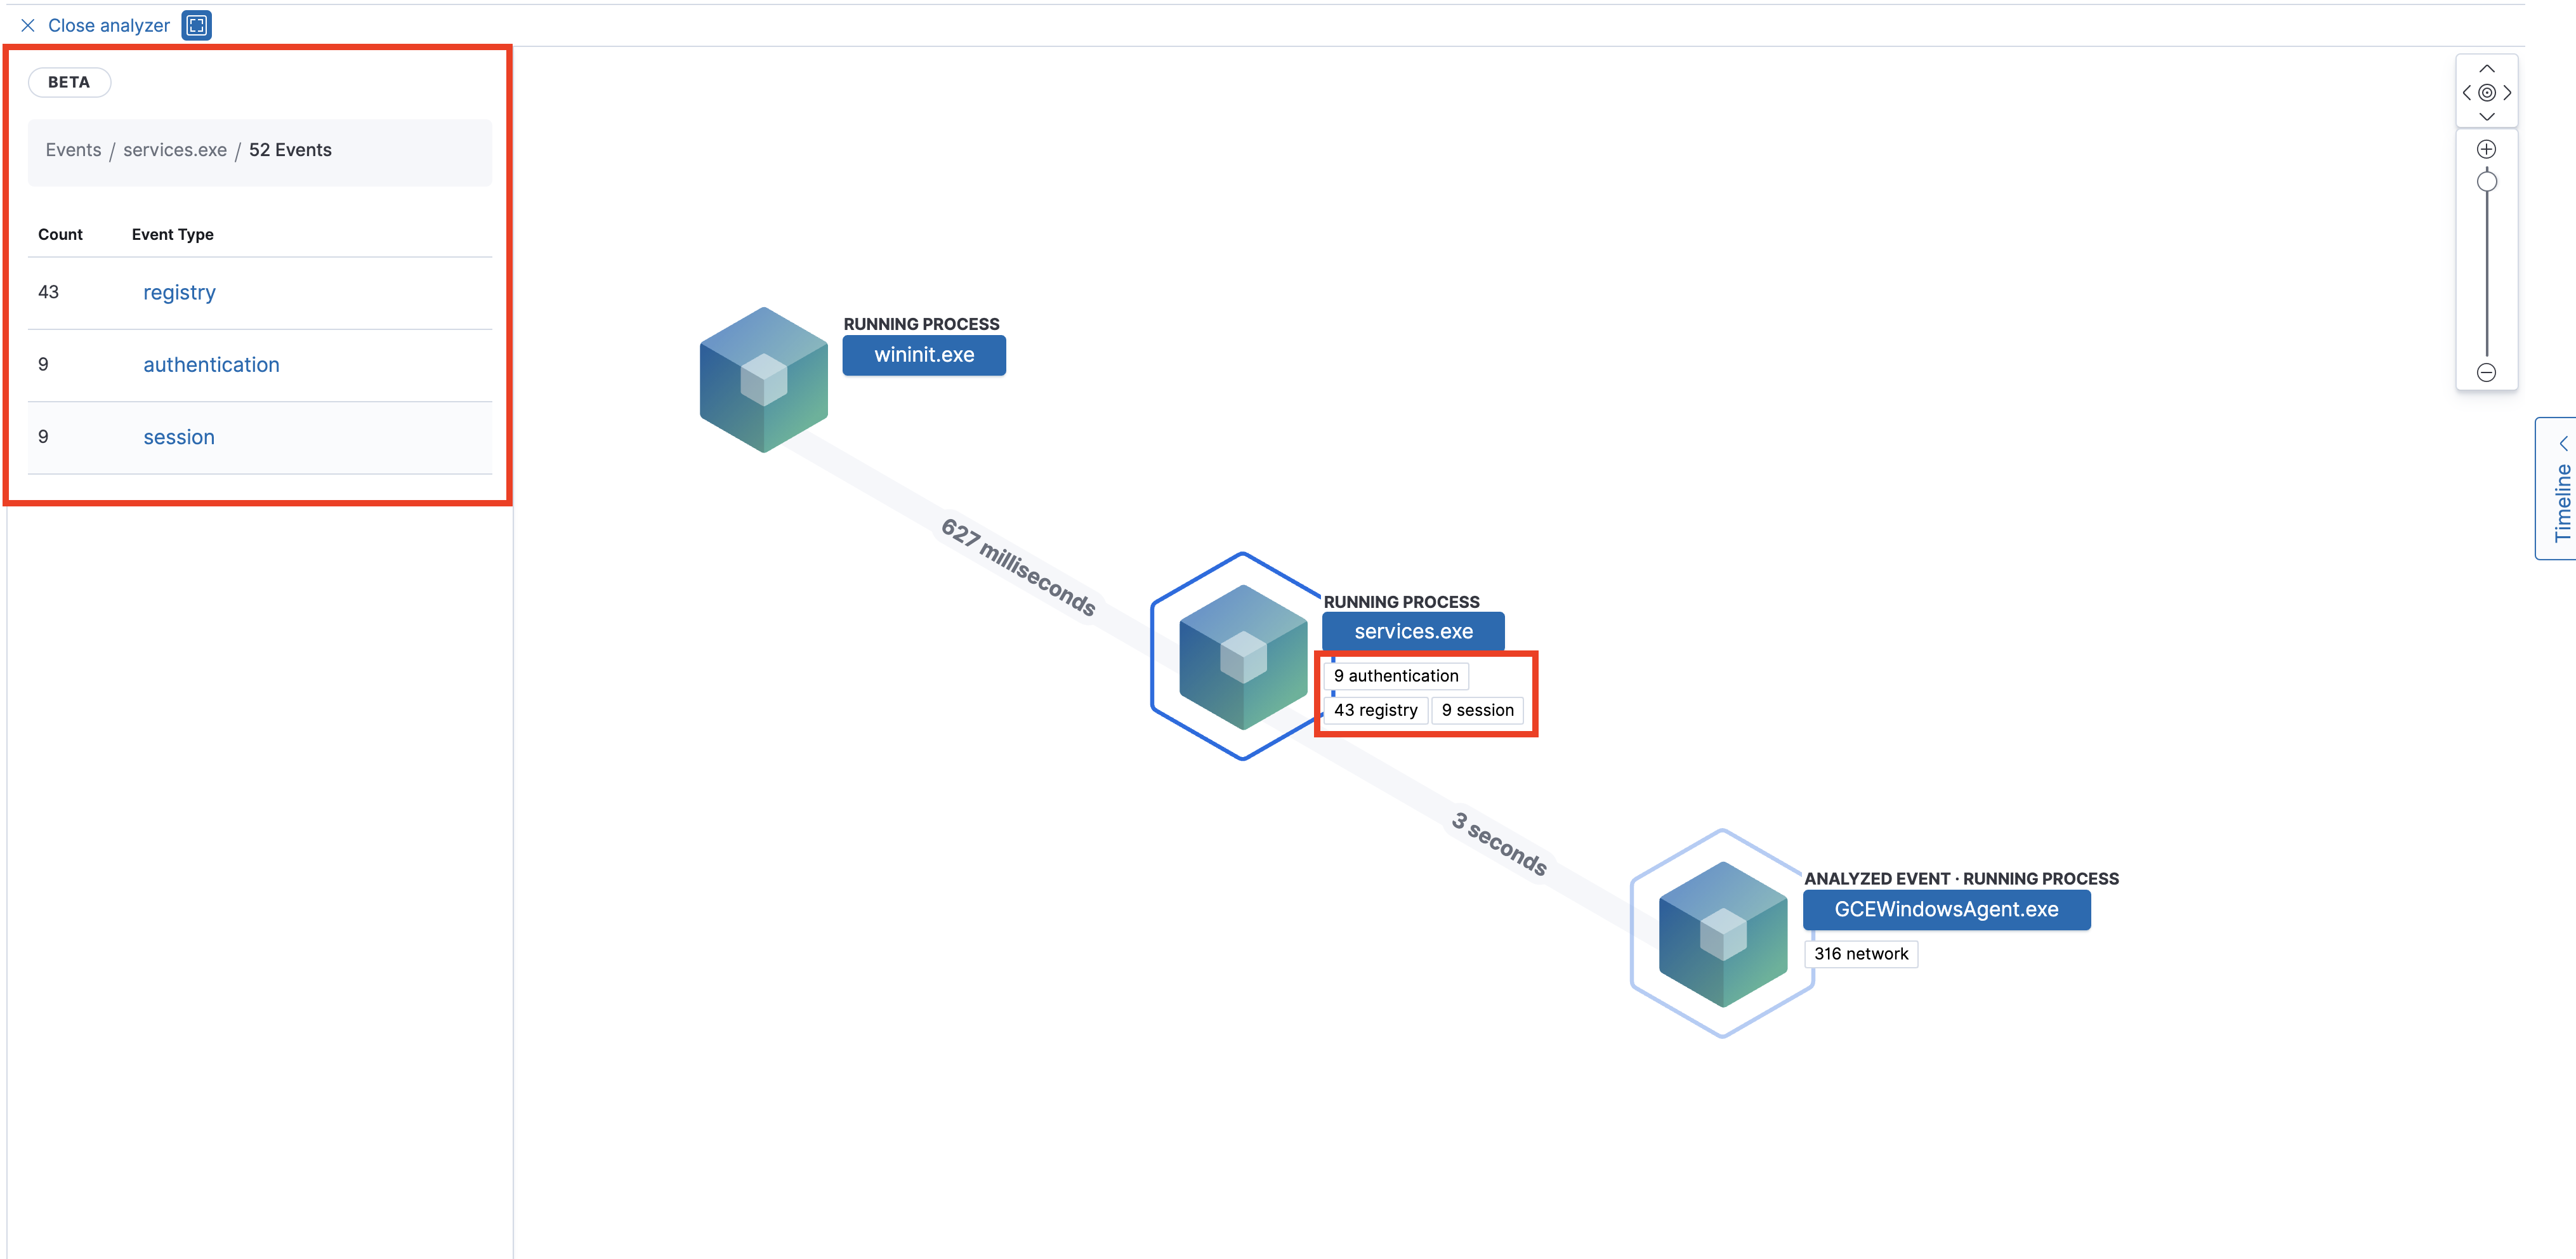 Close analyzer
BETA
Events / services.exe / 52 Events
Count Event Type
43 registry
9 authentication
9 session
RUNNING PROCESS
wininit.exe
627 milliseconds
RUNNING PROCESS
services.exe
9 authentication
43 registry 9 session
3 seconds
ANALYZED EVENT · RUNNING PROCESS
GCEWindowsAgent.exe
316 network
Timeline